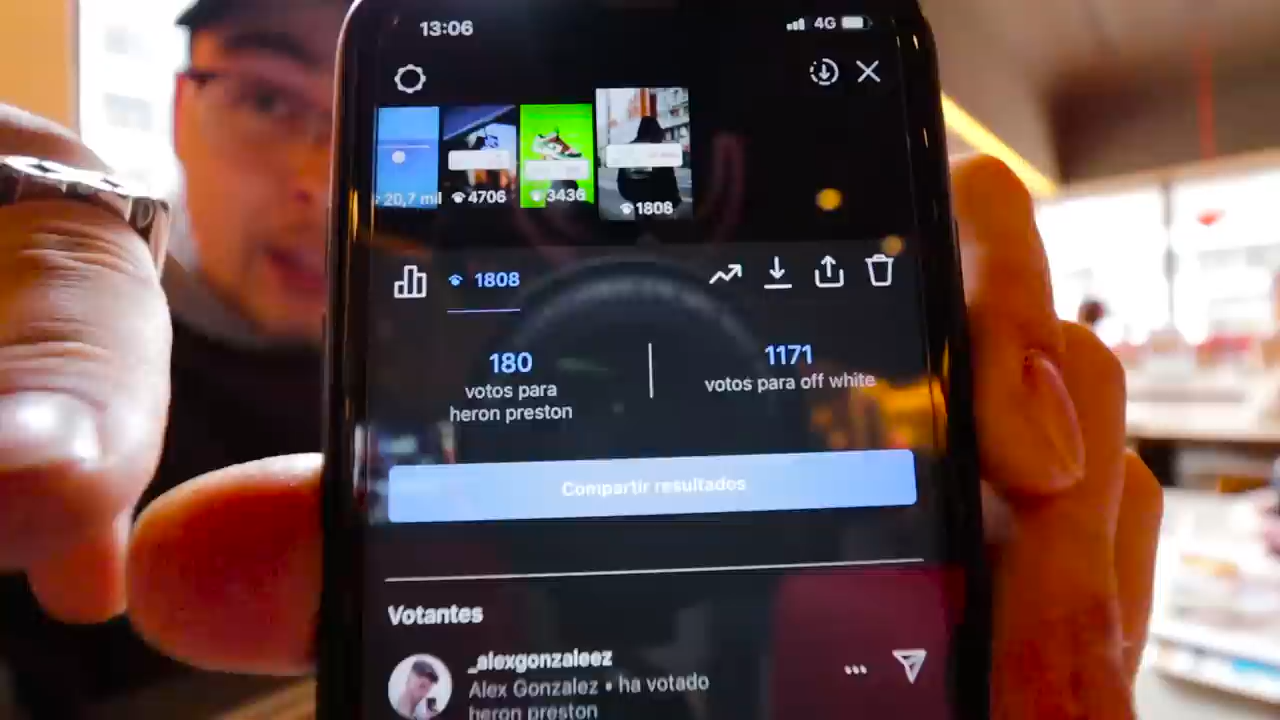 13:06
4G
20,7 mil
4706
3436
1808
1808
180
votos para
heron preston
1171
votos para off white
Compartir resultados
Votantes
_alexgonzaleez
Alex Gonzalez • ha votado
heron preston